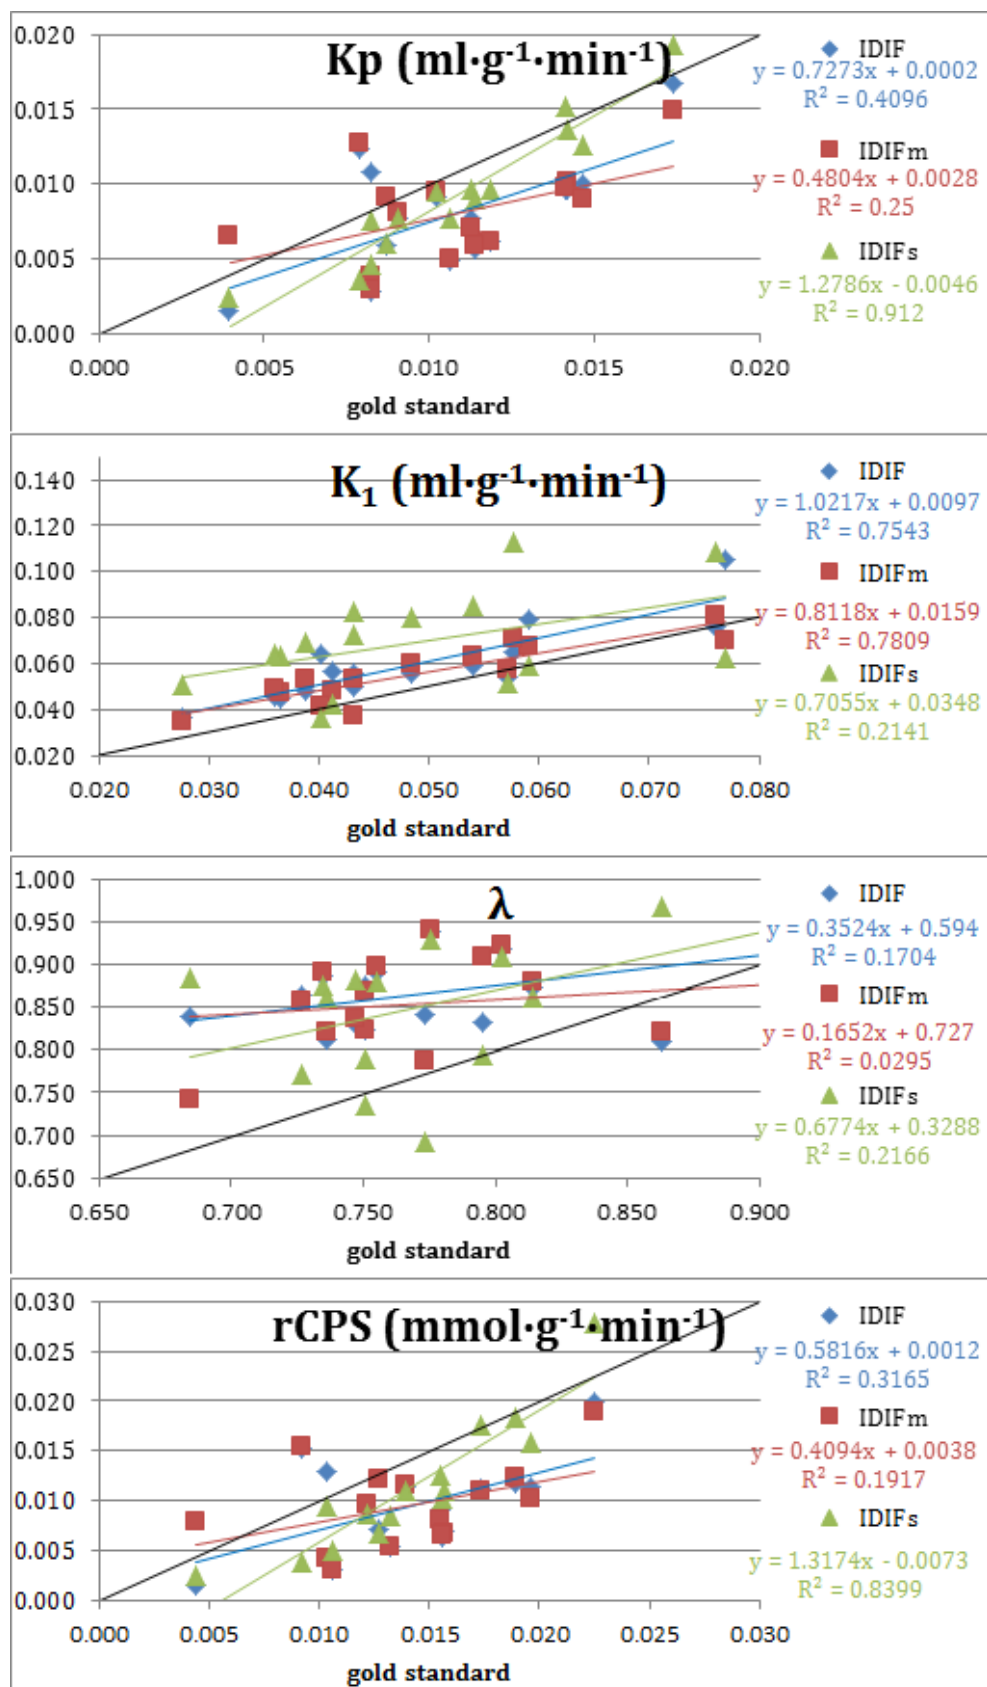 Kp (ml·g⁻¹·min⁻¹)
0.020
0.015
0.010
0.005
0.000
0.000 0.005 0.010 0.015 0.020
gold standard
IDIF
y = 0.7273x + 0.0002
R² = 0.4096
IDIFm
y = 0.4804x + 0.0028
R² = 0.25
IDIFs
y = 1.2786x - 0.0046
R² = 0.912
K₁ (ml·g⁻¹·min⁻¹)
0.140
0.120
0.100
0.080
0.060
0.040
0.020
0.020 0.030 0.040 0.050 0.060 0.070 0.080
gold standard
IDIF
y = 1.0217x + 0.0097
R² = 0.7543
IDIFm
y = 0.8118x + 0.0159
R² = 0.7809
IDIFs
y = 0.7055x + 0.0348
R² = 0.2141
λ
1.000
0.950
0.900
0.850
0.800
0.750
0.700
0.650
0.650 0.700 0.750 0.800 0.850 0.900
gold standard
IDIF
y = 0.3524x + 0.594
R² = 0.1704
IDIFm
y = 0.1652x + 0.727
R² = 0.0295
IDIFs
y = 0.6774x + 0.3288
R² = 0.2166
rCPS (mmol·g⁻¹·min⁻¹)
0.030
0.025
0.020
0.015
0.010
0.005
0.000
0.000 0.005 0.010 0.015 0.020 0.025 0.030
gold standard
IDIF
y = 0.5816x + 0.0012
R² = 0.3165
IDIFm
y = 0.4094x + 0.0038
R² = 0.1917
IDIFs
y = 1.3174x - 0.0073
R² = 0.8399